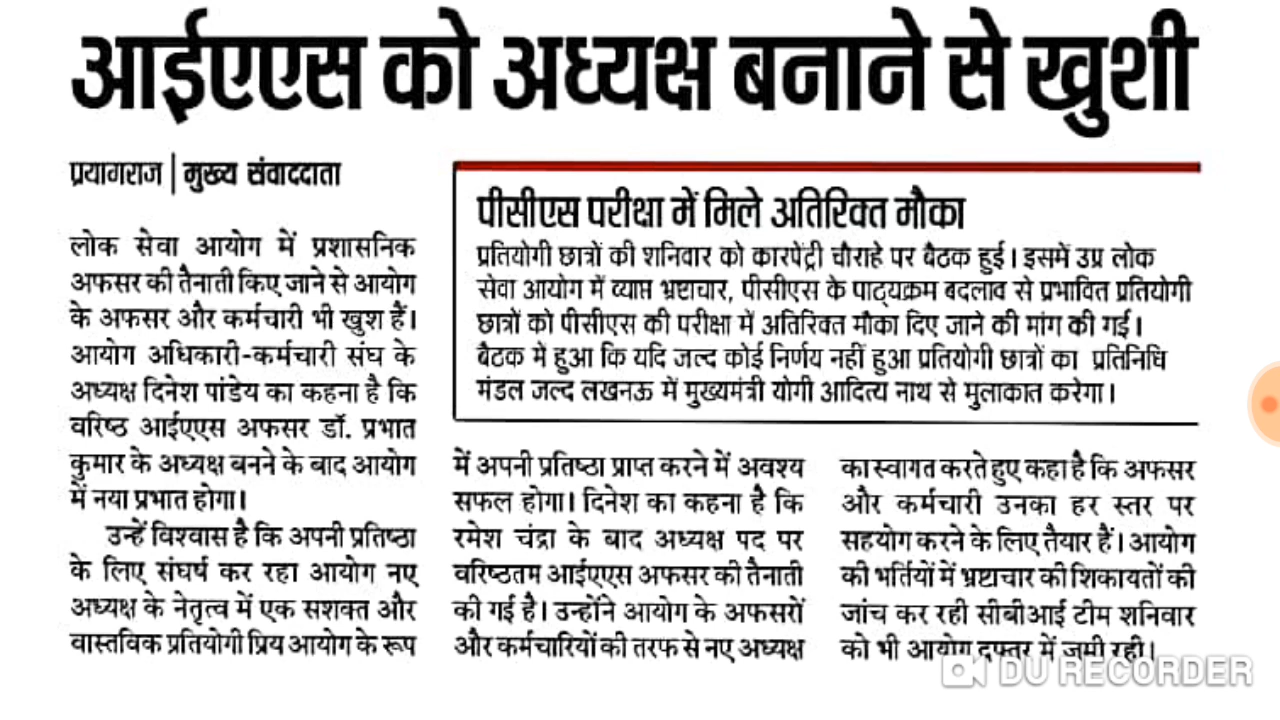 आईएएस को अध्यक्ष बनाने से खुशी
प्रयागराज | मुख्य संवाददाता
लोक सेवा आयोग में प्रशासनिक
अफसर की तैनाती किए जाने से आयोग
के अफसर और कर्मचारी भी खुश हैं।
आयोग अधिकारी-कर्मचारी संघ के
अध्यक्ष दिनेश पांडेय का कहना है कि
वरिष्ठ आईएएस अफसर डॉ. प्रभात
कुमार के अध्यक्ष बनने के बाद आयोग
में नया प्रभात होगा।
उन्हें विश्वास है कि अपनी प्रतिष्ठा
के लिए संघर्ष कर रहा आयोग नए
अध्यक्ष के नेतृत्व में एक सशक्त और
वास्तविक प्रतियोगी प्रिय आयोग के रूप
पीसीएस परीक्षा में मिले अतिरिक्त मौका
प्रतियोगी छात्रों की शनिवार को कारपेंट्री चौराहे पर बैठक हुई। इसमें उप्र लोक
सेवा आयोग में व्याप्त भ्रष्टाचार, पीसीएस के पाठ्यक्रम बदलाव से प्रभावित प्रतियोगी
छात्रों को पीसीएस की परीक्षा में अतिरिक्त मौका दिए जाने की मांग की गई।
बैठक में हुआ कि यदि जल्द कोई निर्णय नहीं हुआ प्रतियोगी छात्रों का प्रतिनिधि
मंडल जल्द लखनऊ में मुख्यमंत्री योगी आदित्य नाथ से मुलाकात करेगा।
में अपनी प्रतिष्ठा प्राप्त करने में अवश्य
सफल होगा। दिनेश का कहना है कि
रमेश चंद्रा के बाद अध्यक्ष पद पर
वरिष्ठतम आईएएस अफसर की तैनाती
की गई है। उन्होंने आयोग के अफसरों
और कर्मचारियों की तरफ से नए अध्यक्ष
का स्वागत करते हुए कहा है कि अफसर
और कर्मचारी उनका हर स्तर पर
सहयोग करने के लिए तैयार हैं। आयोग
की भर्तियों में भ्रष्टाचार की शिकायतों की
जांच कर रही सीबीआई टीम शनिवार
को भी आयोग दफ्तर में जमी रही।
DU RECORDER